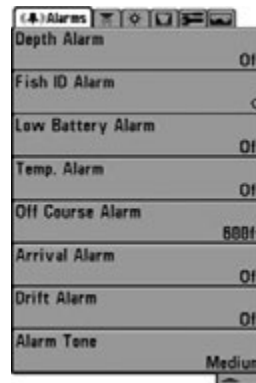 Alarms
Depth Alarm
Of
Fish ID Alarm
Low Battery Alarm
Of
Temp. Alarm
Of
Off Course Alarm
600f
Arrival Alarm
Of
Drift Alarm
Of
Alarm Tone
Mediun